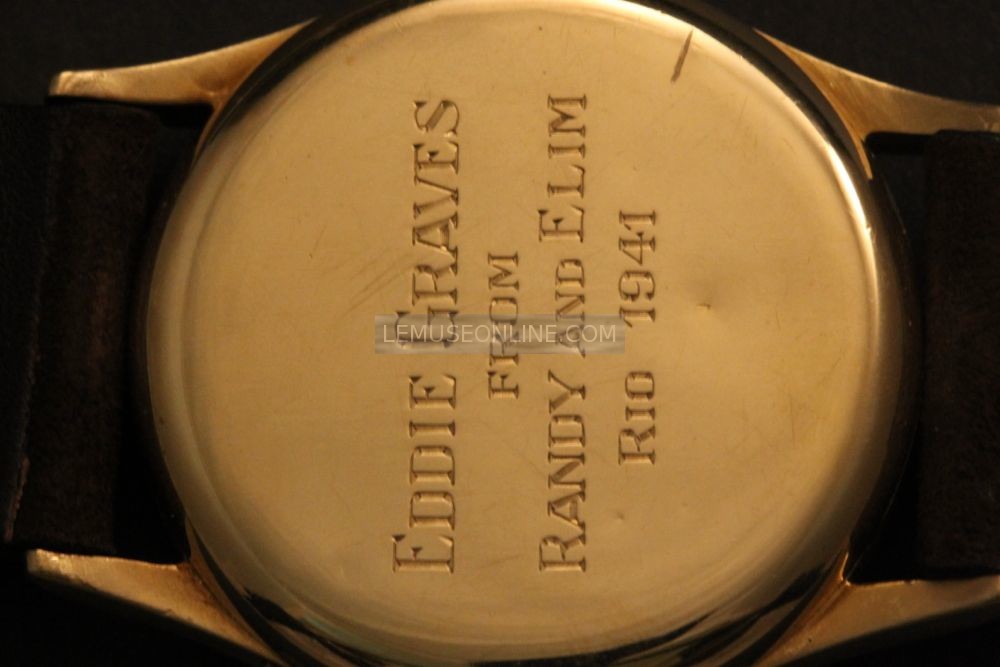 EDDIE GRAVES
FROM
RANDY AND ELIM
RIO 1941
LEMUSEONLINE.COM